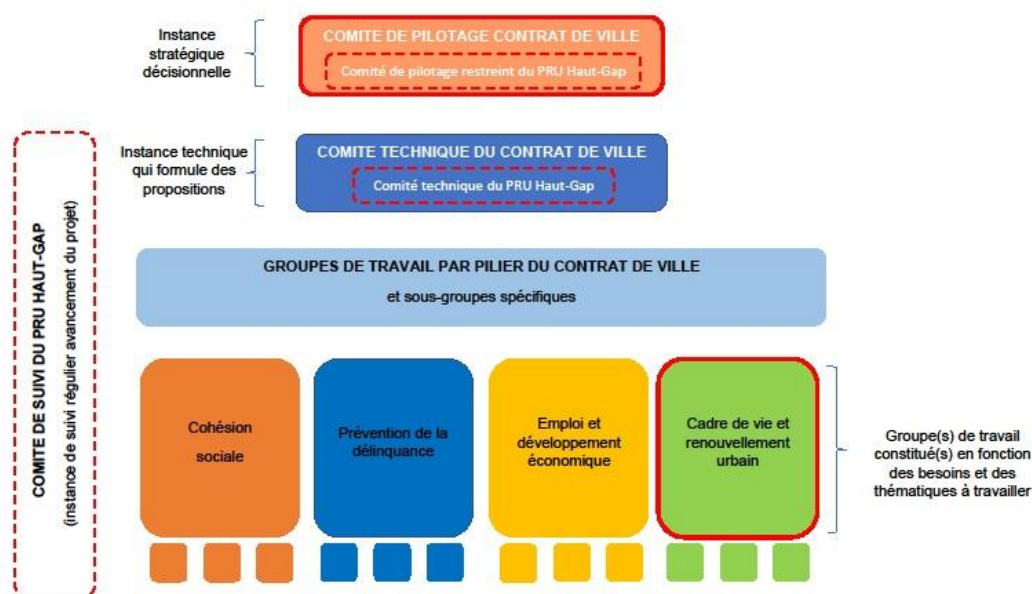 Instance
stratégique
décisionnelle
COMITE DE PILOTAGE CONTRAT DE VILLE
Comité de pilotage restreint du PRU Haut-Gap
Instance technique
qui formule des
propositions
COMITE TECHNIQUE DU CONTRAT DE VILLE
Comité technique du PRU Haut-Gap
COMITE DE SUIVI DU PRU HAUT-GAP
(instance de suivi régulier avancement du projet)
GROUPES DE TRAVAIL PAR PILIER DU CONTRAT DE VILLE
et sous-groupes spécifiques
Cohésion
sociale
Prévention de la
délinquance
Emploi et
développement
économique
Cadre de vie et
renouvellement
urbain
Groupe(s) de travail
constitué(s) en fonction
des besoins et des
thématiques à travailler